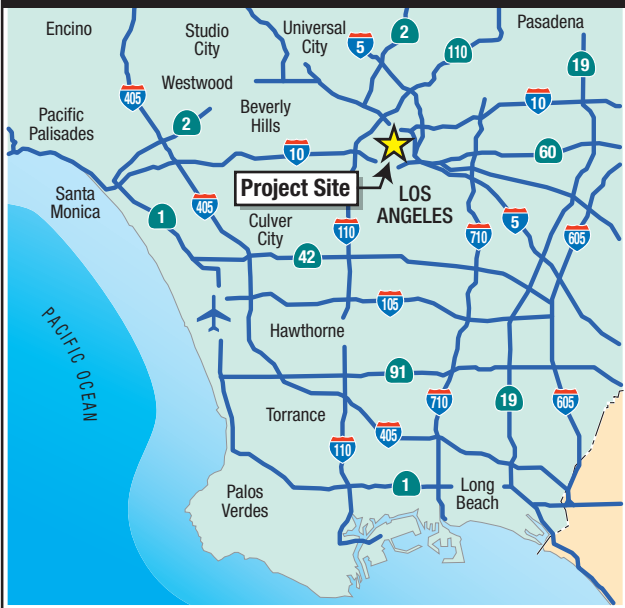 Encino
Studio
City
Universal
City
Pasadena
2
5
110
19
Westwood
405
10
Pacific
Palisades
2
Beverly
Hills
10
60
Project Site
LOS
ANGELES
Santa
Monica
1
405
Culver
City
110
710
5
605
42
105
PACIFIC OCEAN
Hawthorne
91
710
19
605
Torrance
405
110
1
Palos
Verdes
Long
Beach